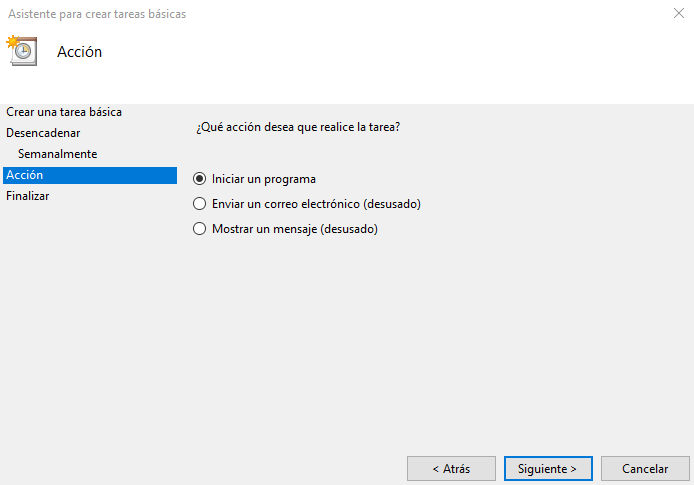 Asistente para crear tareas básicas
Acción
Crear una tarea básica
Desencadenar
Semanalmente
Acción
Finalizar
¿Qué acción desea que realice la tarea?
Iniciar un programa
Enviar un correo electrónico (desusado)
Mostrar un mensaje (desusado)
< Atrás
Siguiente >
Cancelar